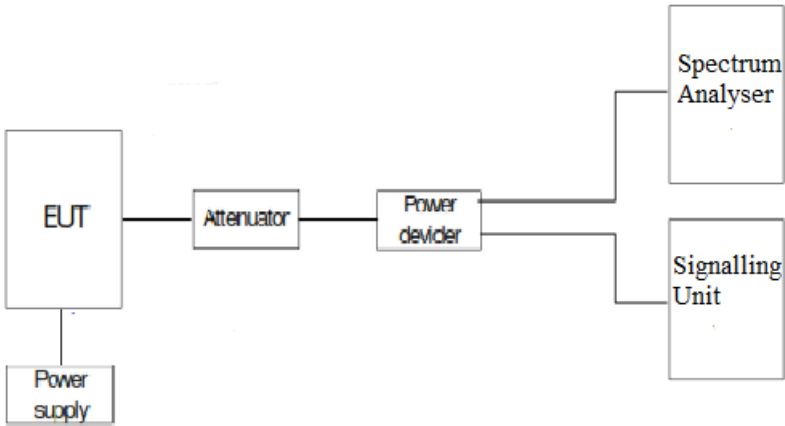 Spectrum
Analyser
EUT
Attenuator
Power
devider
Signalling
Unit
Power
supply